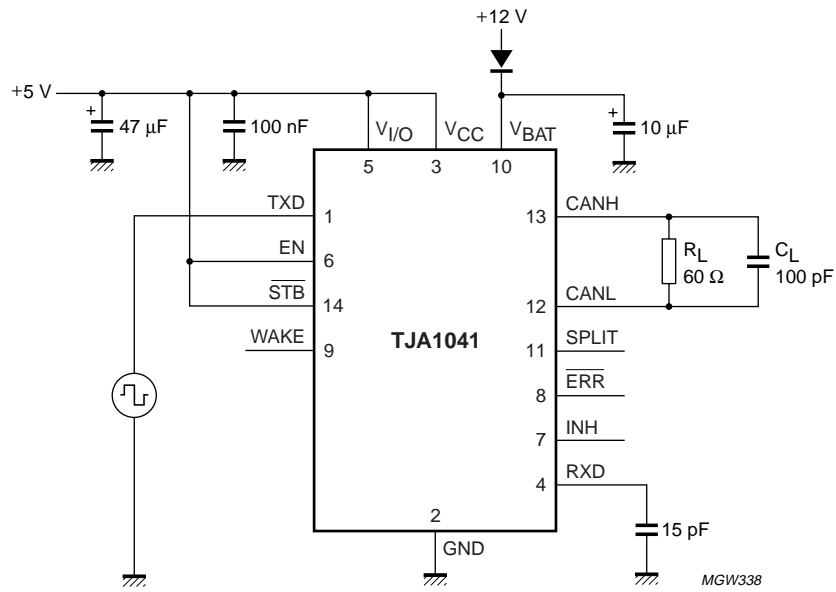 +12 V
+5 V
+
47 μF
100 nF
V_I/O
V_CC
V_BAT
+
10 μF
5
3
10
TXD
1
13
CANH
EN
6
R_L
60 Ω
C_L
100 pF
STB
14
12
CANL
WAKE
9
TJA1041
11
SPLIT
8
ERR
7
INH
4
RXD
2
GND
15 pF
MGW338